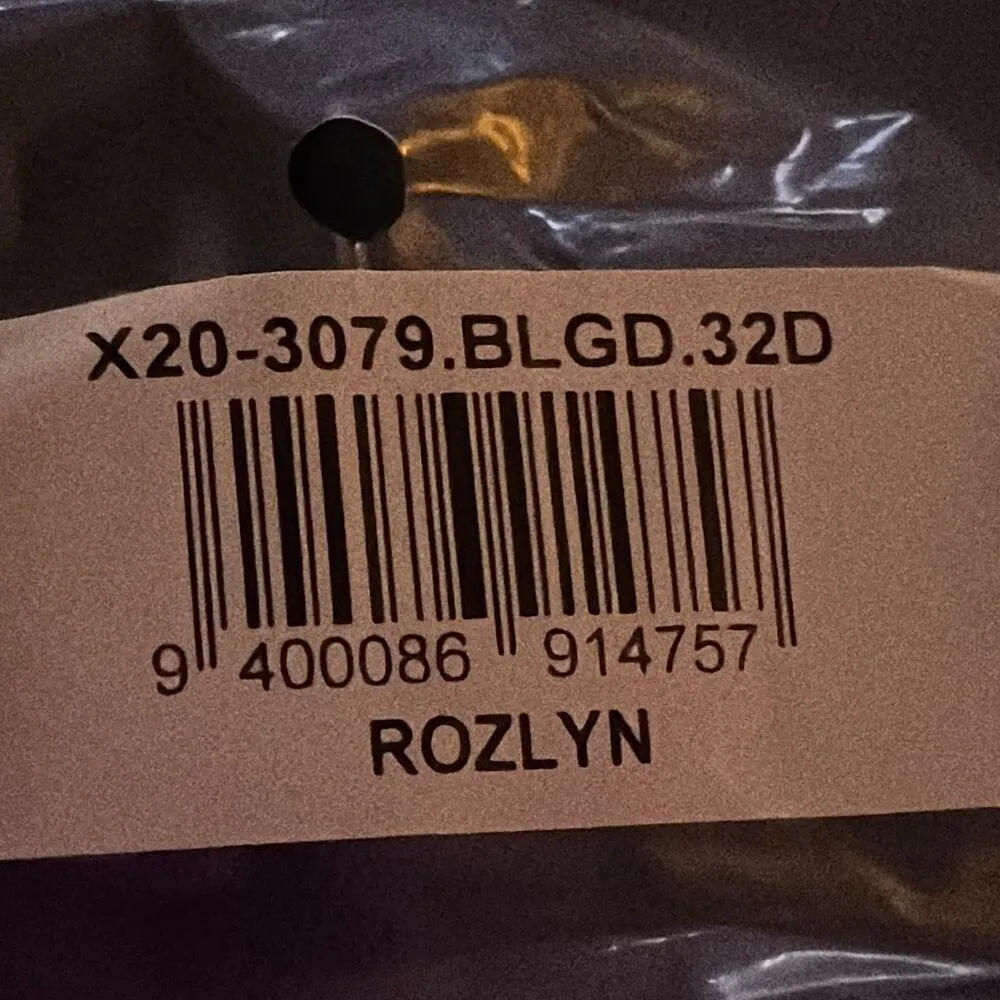 X20-3079.BLGD.32D
9 400086 914757
ROZLYN